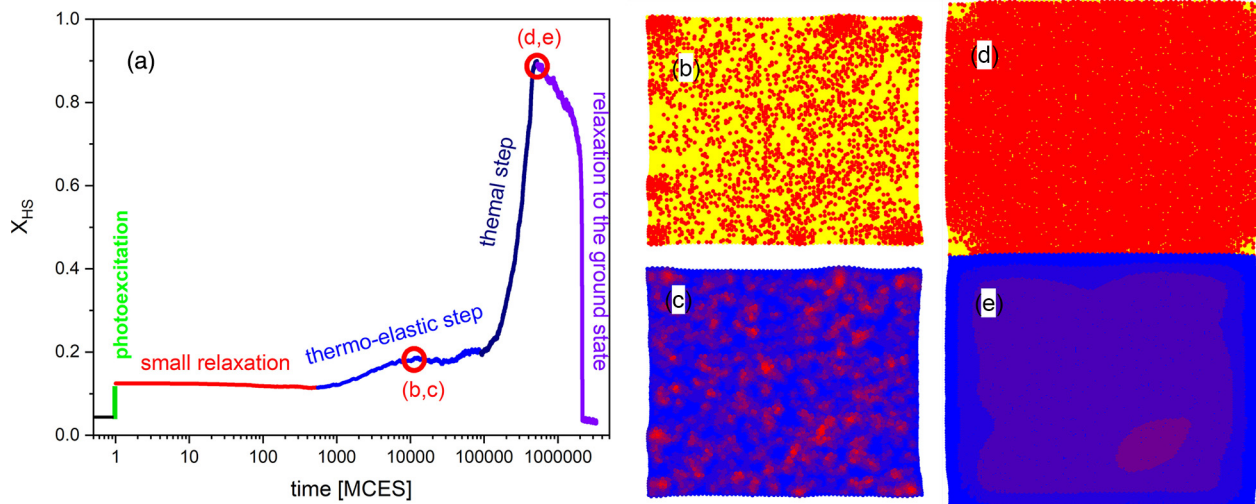 (a)
(d,e)
1.0
0.8
0.6
0.4
0.2
0.0
X_HS
photoexcitation
small relaxation
thermo-elastic step
(b,c)
themal step
relaxation to the ground state
1
10
100
1000
10000
100000
1000000
time [MCES]
(b)
(d)
(c)
(e)